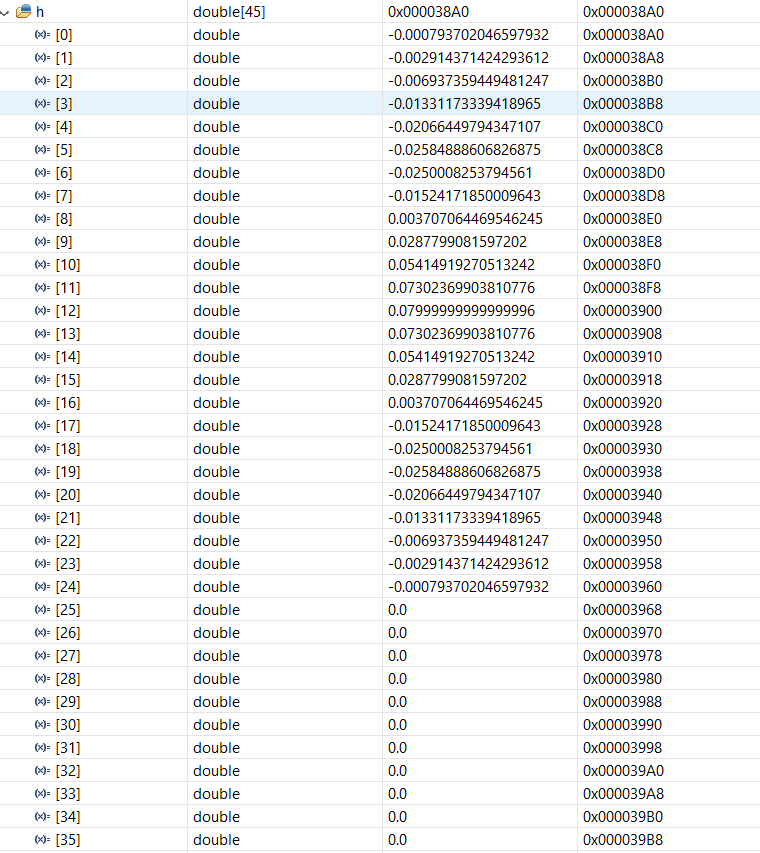 h double[45] 0x000038A0 0x000038A0
(x)= [0] double -0.000793702046597932 0x000038A0
(x)= [1] double -0.002914371424293612 0x000038A8
(x)= [2] double -0.006937359449481247 0x000038B0
(x)= [3] double -0.01331173339418965 0x000038B8
(x)= [4] double -0.02066449794347107 0x000038C0
(x)= [5] double -0.02584888606826875 0x000038C8
(x)= [6] double -0.0250008253794561 0x000038D0
(x)= [7] double -0.01524171850009643 0x000038D8
(x)= [8] double 0.003707064469546245 0x000038E0
(x)= [9] double 0.0287799081597202 0x000038E8
(x)= [10] double 0.05414919270513242 0x000038F0
(x)= [11] double 0.07302369903810776 0x000038F8
(x)= [12] double 0.07999999999999996 0x00003900
(x)= [13] double 0.07302369903810776 0x00003908
(x)= [14] double 0.05414919270513242 0x00003910
(x)= [15] double 0.0287799081597202 0x00003918
(x)= [16] double 0.003707064469546245 0x00003920
(x)= [17] double -0.01524171850009643 0x00003928
(x)= [18] double -0.0250008253794561 0x00003930
(x)= [19] double -0.02584888606826875 0x00003938
(x)= [20] double -0.02066449794347107 0x00003940
(x)= [21] double -0.01331173339418965 0x00003948
(x)= [22] double -0.006937359449481247 0x00003950
(x)= [23] double -0.002914371424293612 0x00003958
(x)= [24] double -0.000793702046597932 0x00003960
(x)= [25] double 0.0 0x00003968
(x)= [26] double 0.0 0x00003970
(x)= [27] double 0.0 0x00003978
(x)= [28] double 0.0 0x00003980
(x)= [29] double 0.0 0x00003988
(x)= [30] double 0.0 0x00003990
(x)= [31] double 0.0 0x00003998
(x)= [32] double 0.0 0x000039A0
(x)= [33] double 0.0 0x000039A8
(x)= [34] double 0.0 0x000039B0
(x)= [35] double 0.0 0x000039B8